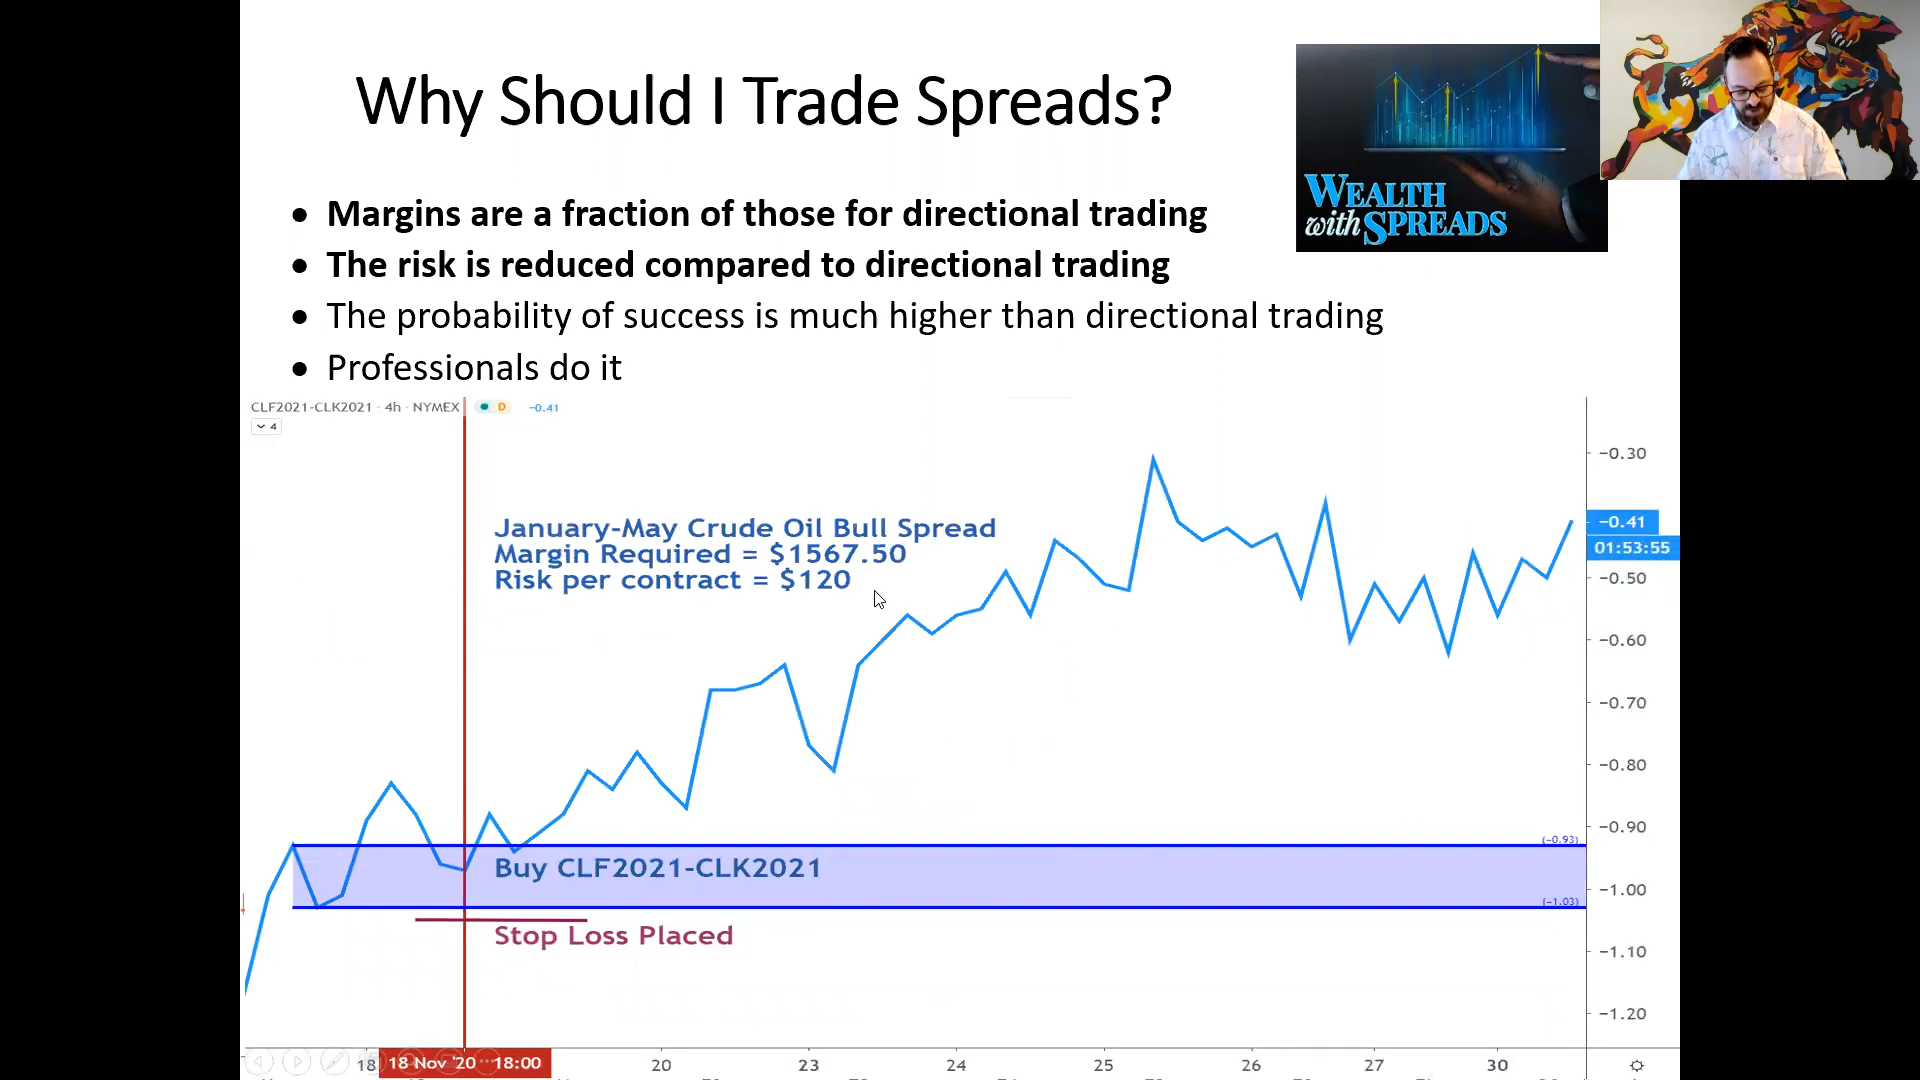 Why Should I Trade Spreads?
WEALTH
with SPREADS
• Margins are a fraction of those for directional trading
• The risk is reduced compared to directional trading
• The probability of success is much higher than directional trading
• Professionals do it
CLF2021-CLK2021 · 4h · NYMEX D −0.41
4
January-May Crude Oil Bull Spread
Margin Required = $1567.50
Risk per contract = $120
Buy CLF2021-CLK2021
Stop Loss Placed
−0.30
−0.41
01:53:55
−0.50
−0.60
−0.70
−0.80
−0.90
(−0.93)
−1.00
(−1.03)
−1.10
−1.20
18 18 Nov '20 18:00 20 23 24 25 26 27 30